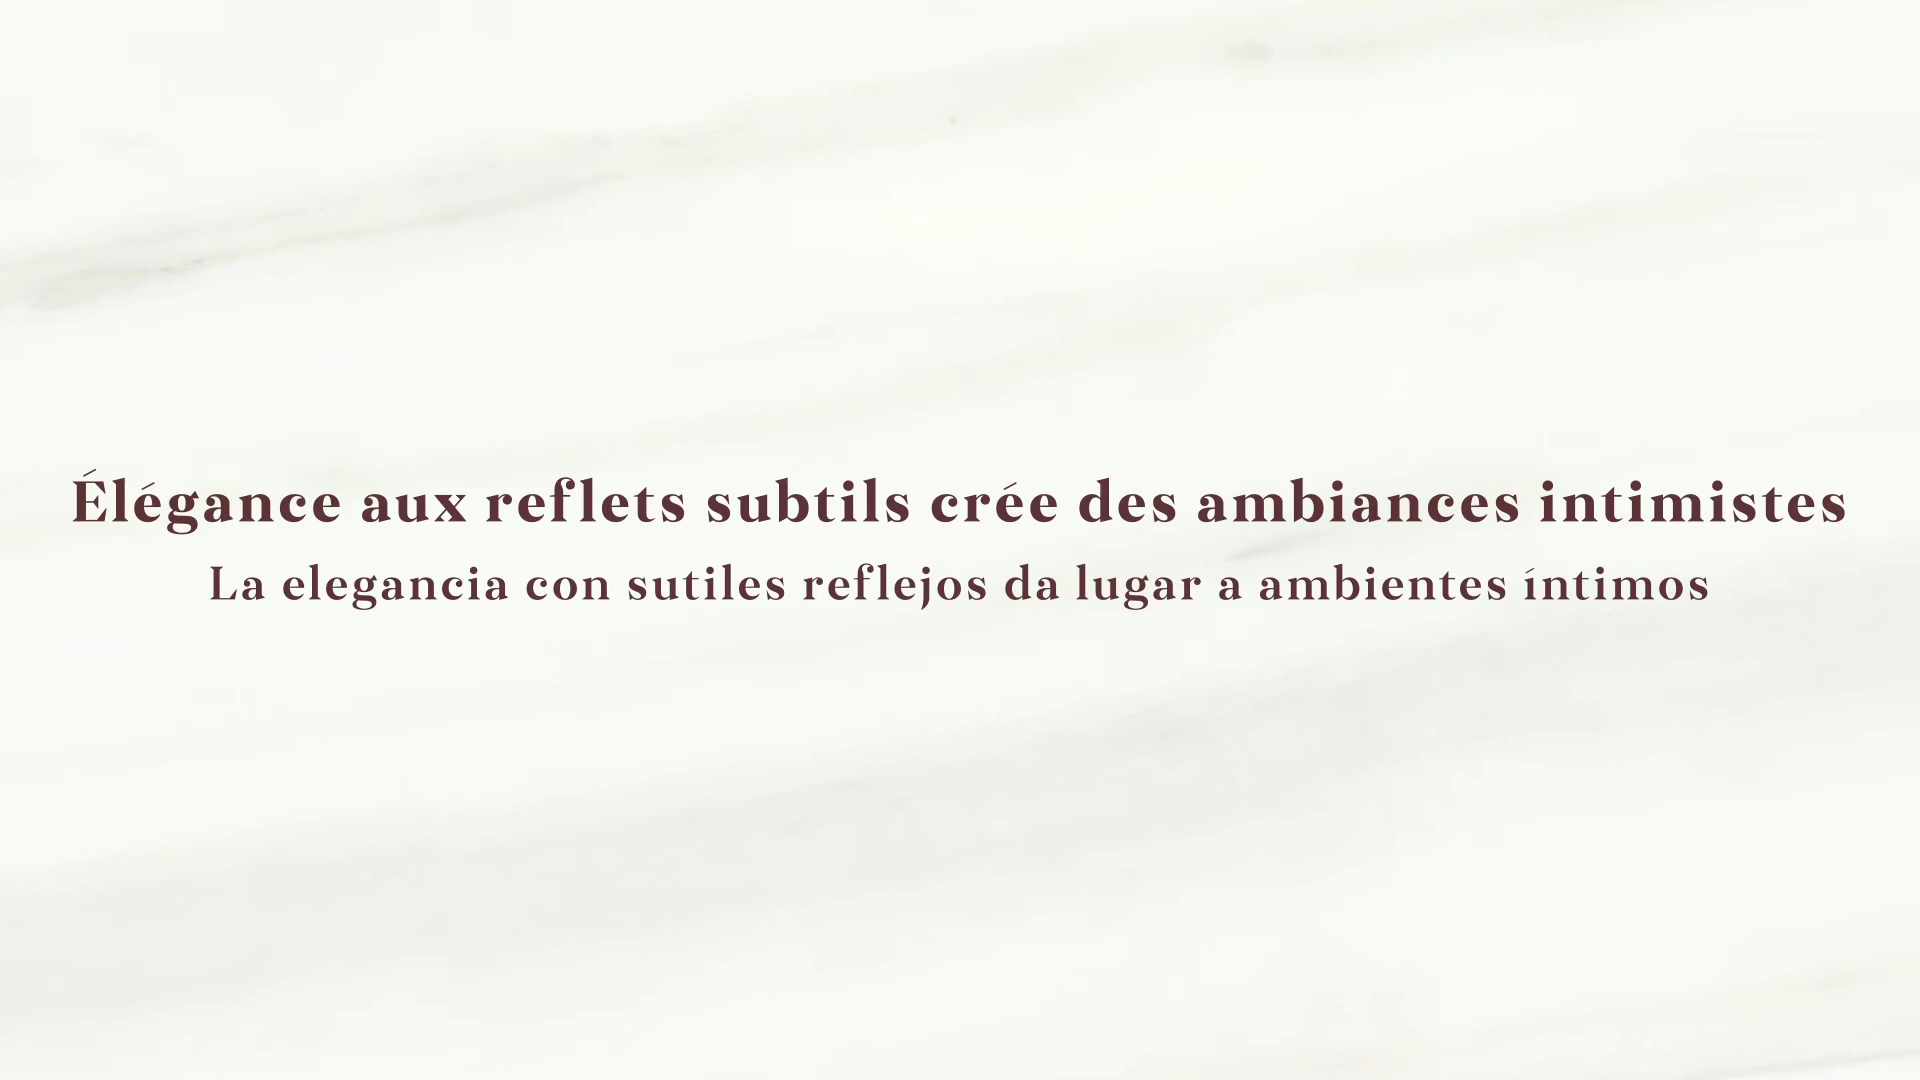 Élégance aux reflets subtils crée des ambiances intimistes
La elegancia con sutiles reflejos da lugar a ambientes íntimos